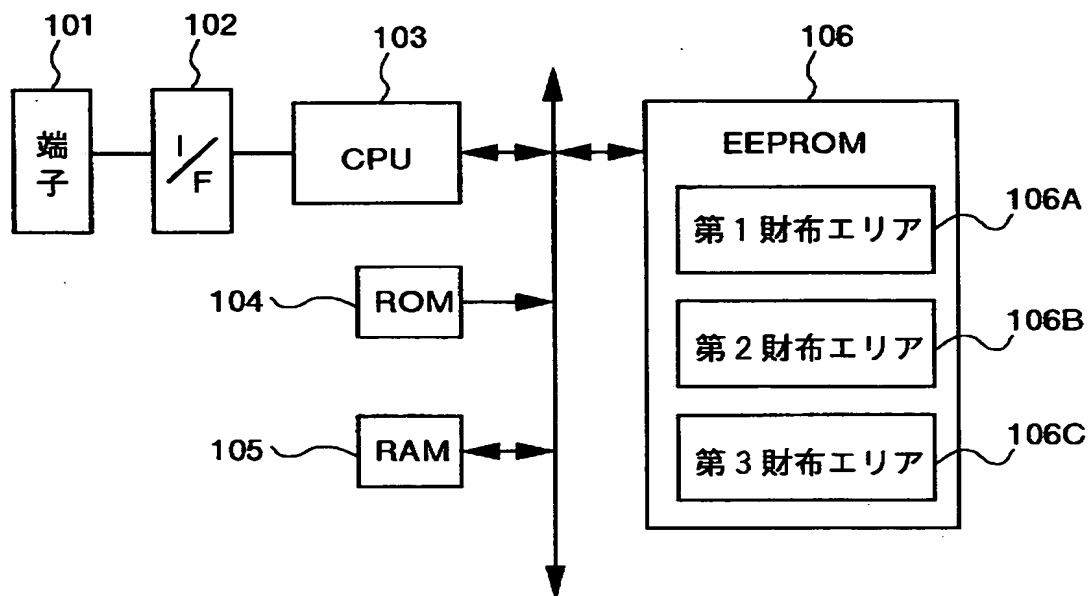 101
102
103
106
端子
I/F
CPU
EEPROM
106A
第1財布エリア
104
ROM
106B
第2財布エリア
105
RAM
106C
第3財布エリア